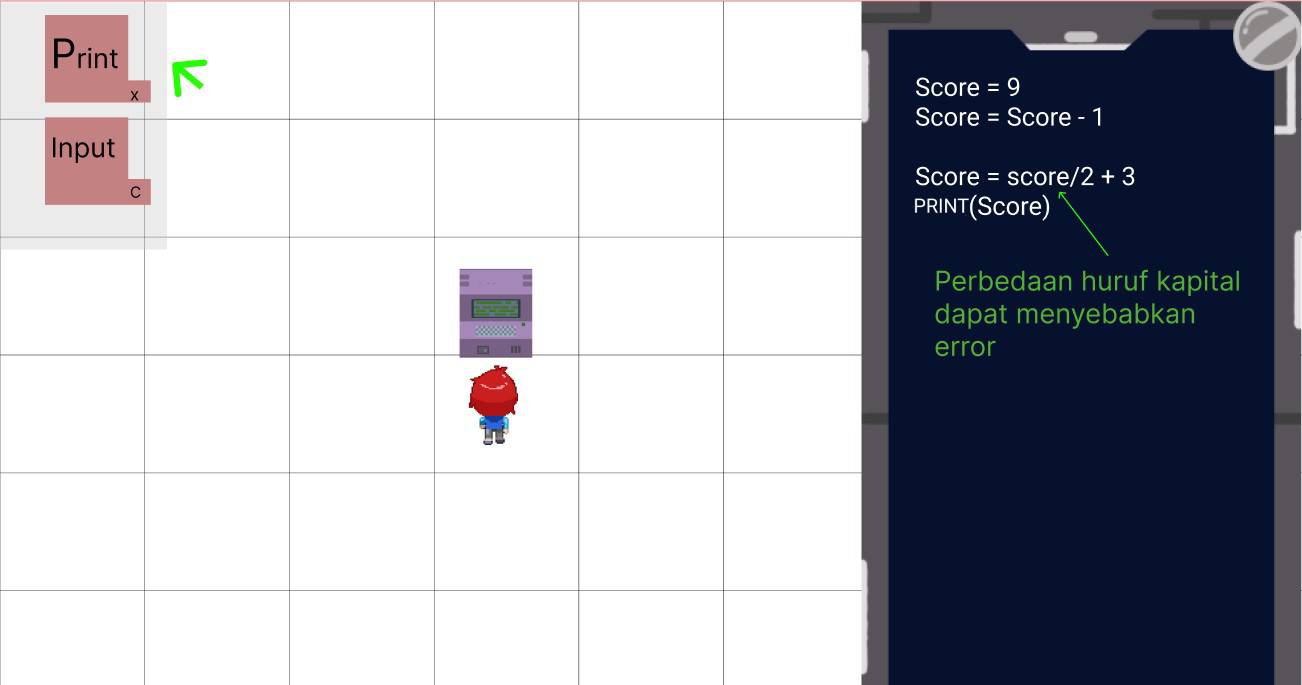 Print
x
Input
C
Score = 9
Score = Score - 1
Score = score/2 + 3
PRINT(Score)
Perbedaan huruf kapital
dapat menyebabkan
error